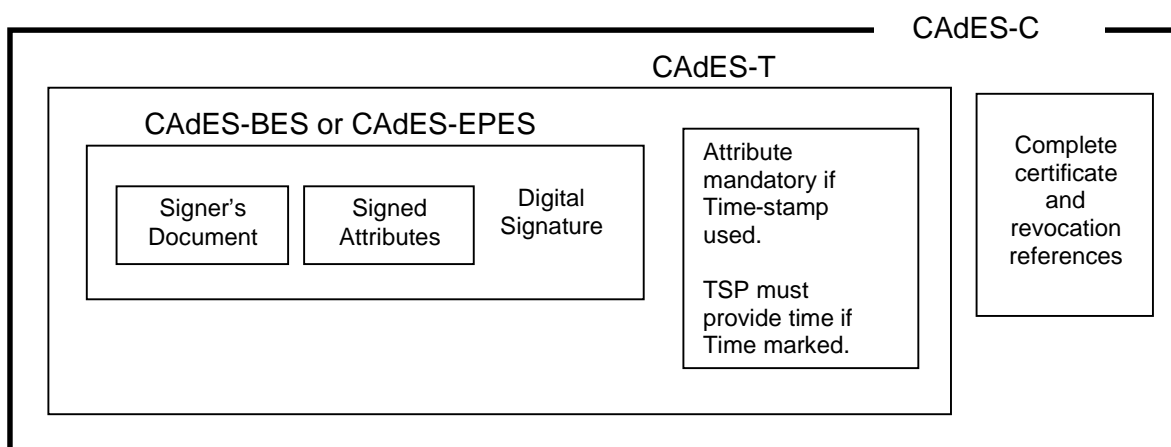 CAdES-C
CAdES-T
CAdES-BES or CAdES-EPES
Signer's
Document
Signed
Attributes
Digital
Signature
Attribute
mandatory if
Time-stamp
used.
TSP must
provide time if
Time marked.
Complete
certificate
and
revocation
references